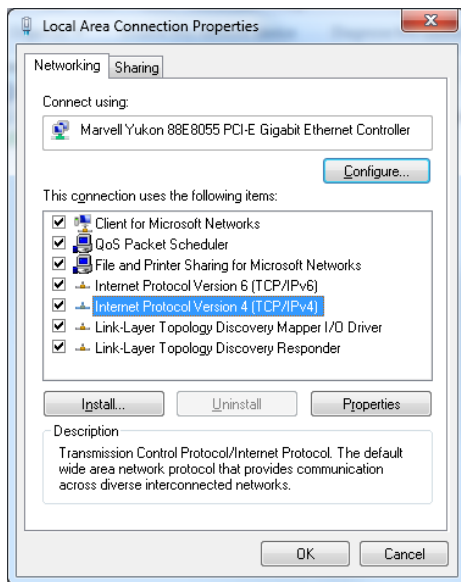 Local Area Connection Properties
Networking
Sharing
Connect using:
Marvell Yukon 88E8055 PCI-E Gigabit Ethernet Controller
Configure...
This connection uses the following items:
Client for Microsoft Networks
QoS Packet Scheduler
File and Printer Sharing for Microsoft Networks
Internet Protocol Version 6 (TCP/IPv6)
Internet Protocol Version 4 (TCP/IPv4)
Link-Layer Topology Discovery Mapper I/O Driver
Link-Layer Topology Discovery Responder
Install...
Uninstall
Properties
Description
Transmission Control Protocol/Internet Protocol. The default
wide area network protocol that provides communication
across diverse interconnected networks.
OK
Cancel